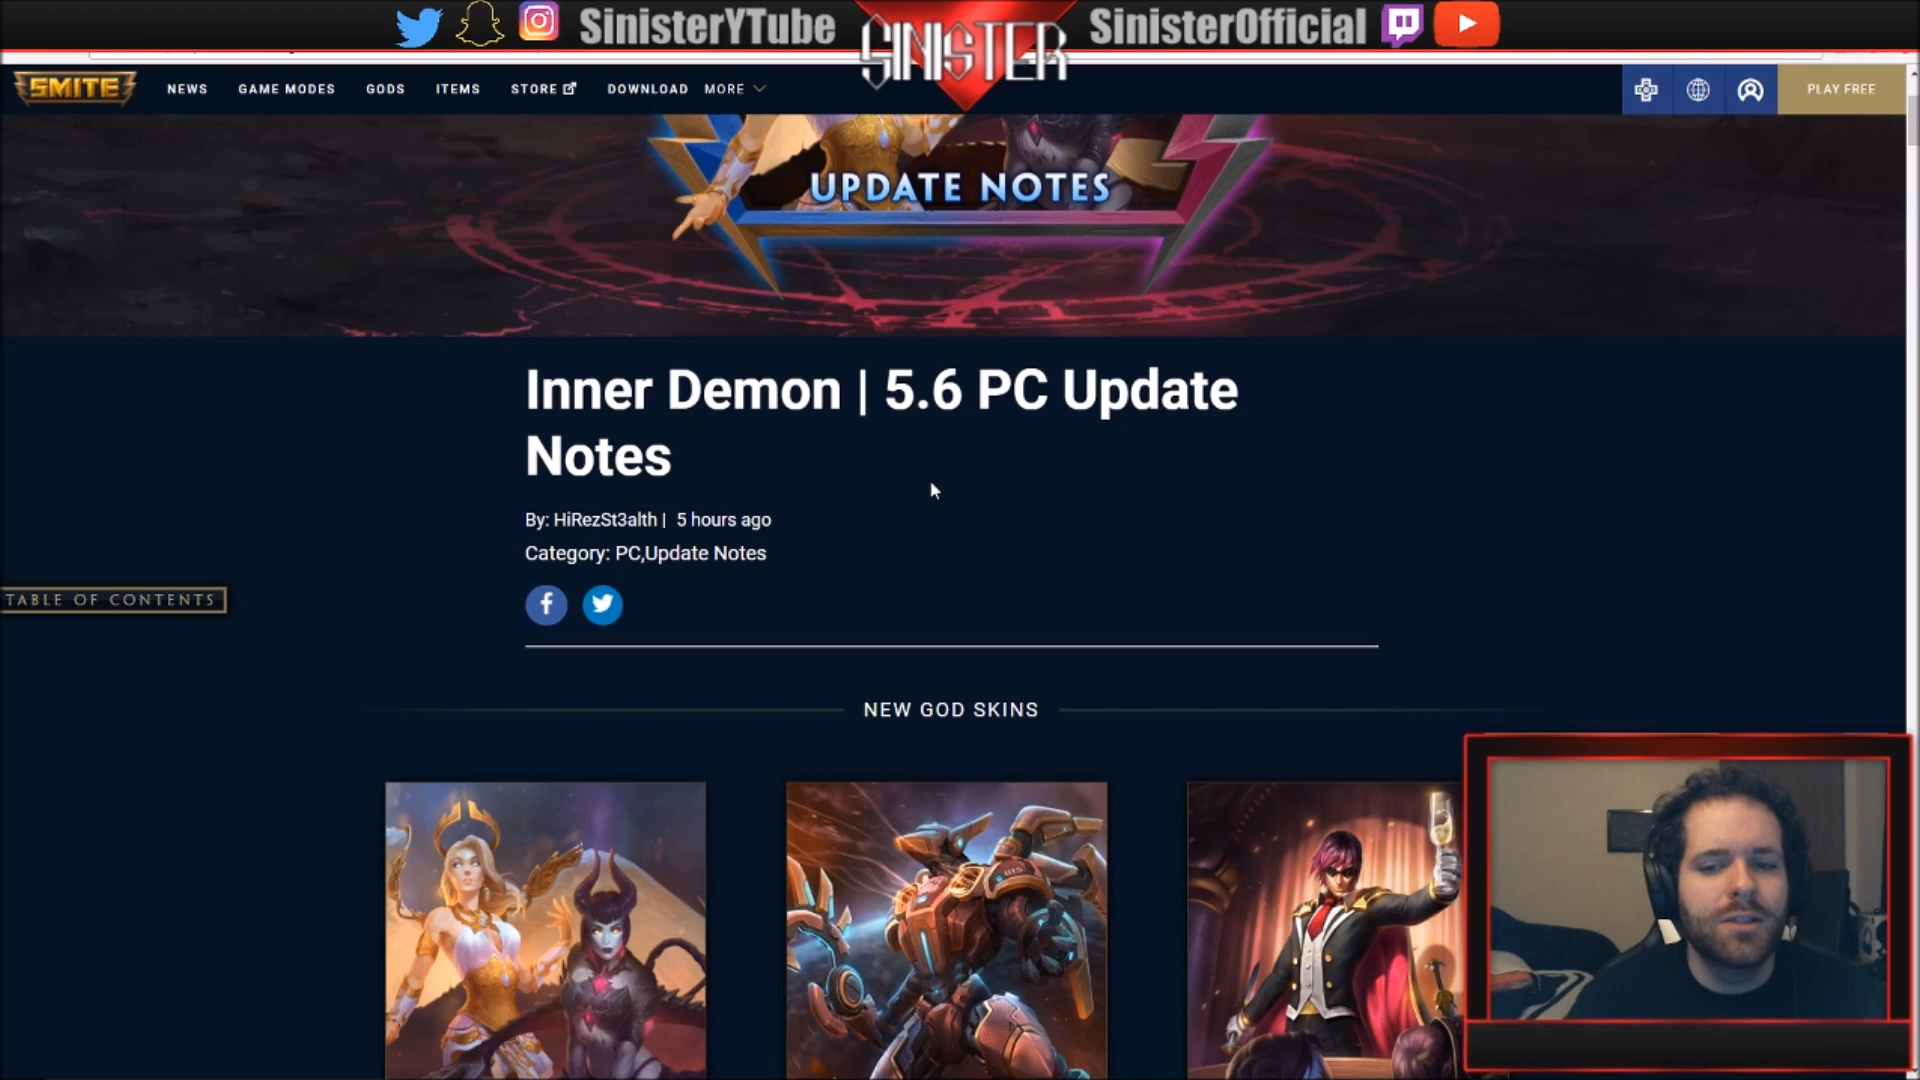 SinisterYTube
SINISTER
SinisterOfficial
SMITE
NEWS
GAME MODES
GODS
ITEMS
STORE
DOWNLOAD
MORE
PLAY FREE
UPDATE NOTES
Inner Demon | 5.6 PC Update
Notes
By: HiRezSt3alth | 5 hours ago
Category: PC,Update Notes
TABLE OF CONTENTS
NEW GOD SKINS